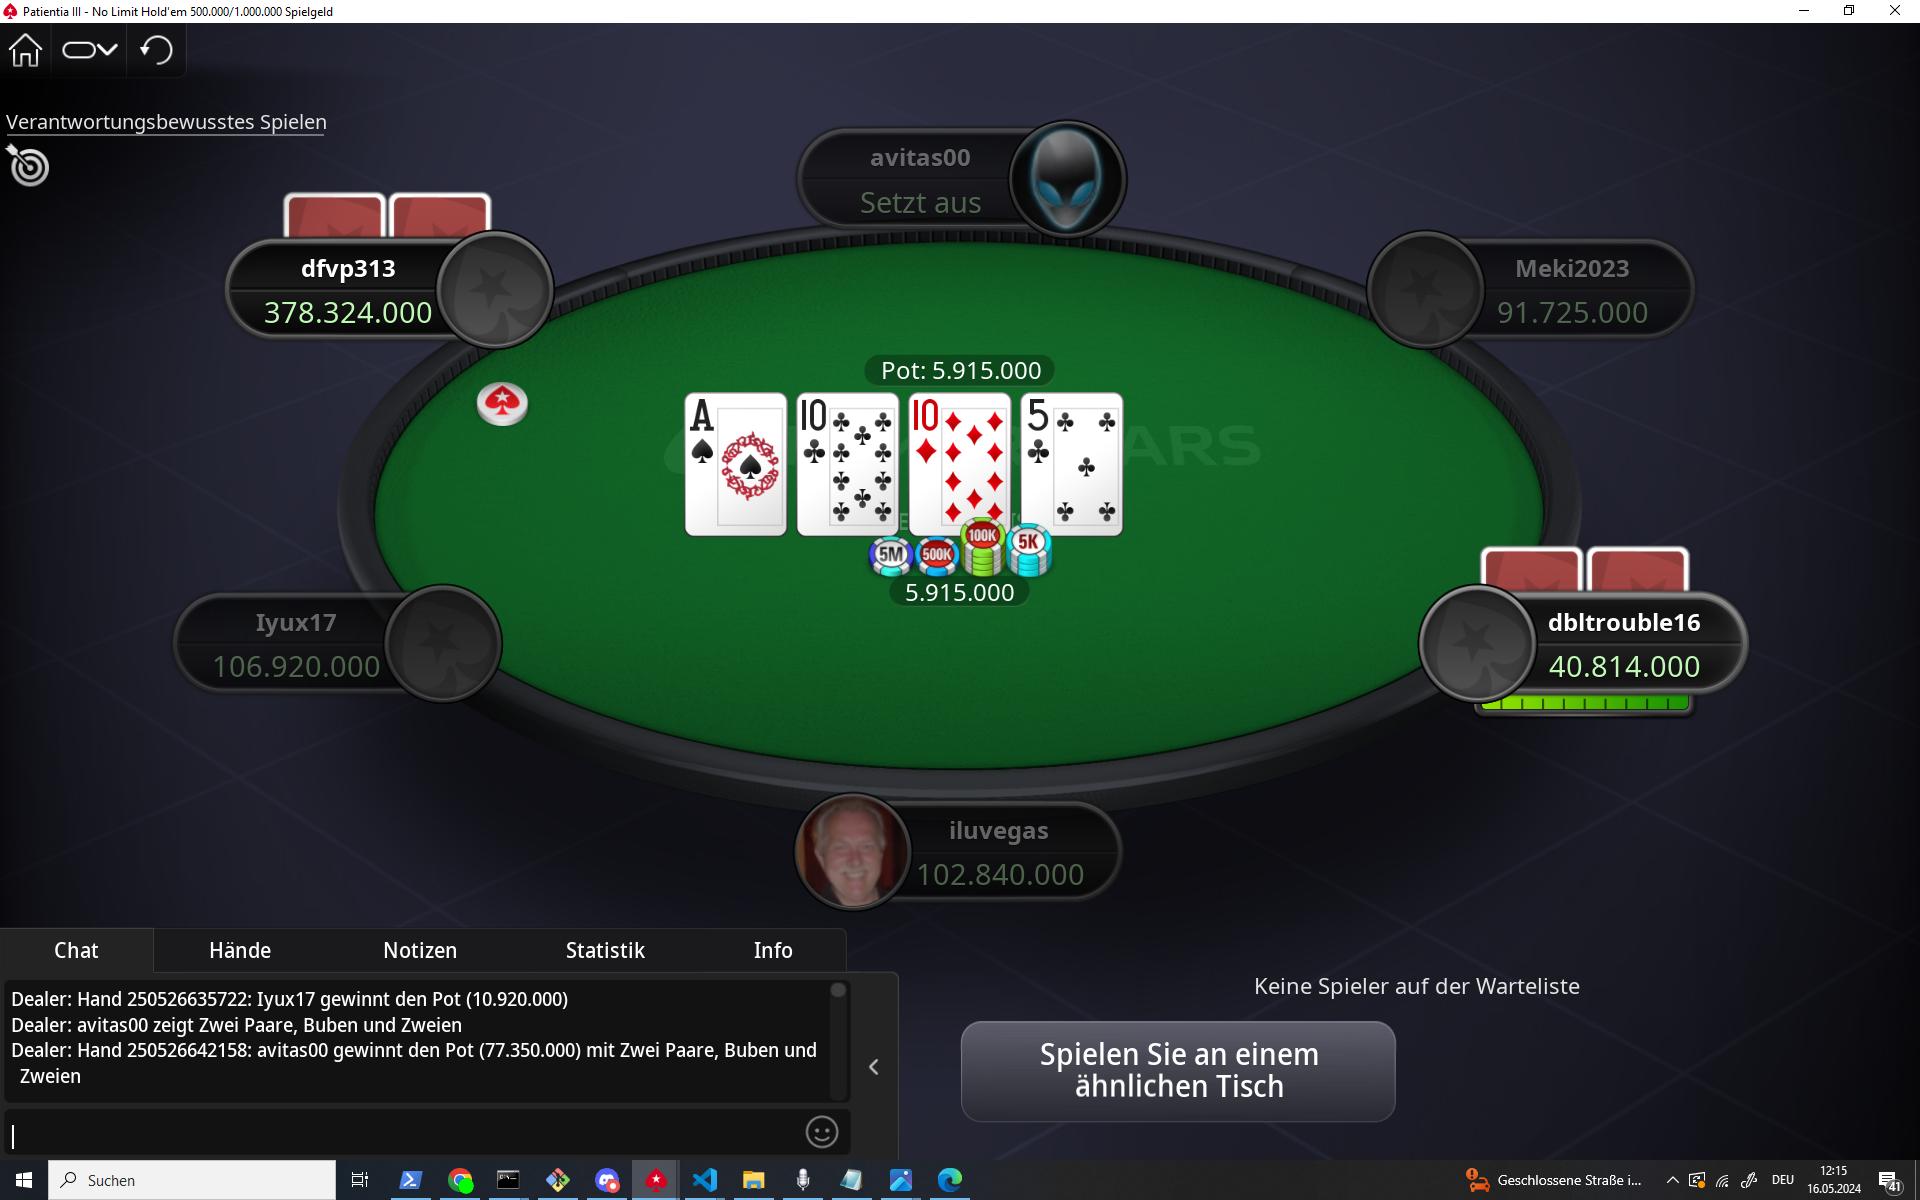 Patientia III - No Limit Hold'em 500.000/1.000.000 Spielgeld
Verantwortungsbewusstes Spielen
avitas00
Setzt aus
dfvp313
378.324.000
Meki2023
91.725.000
Pot: 5.915.000
A
10
10
5
ARS
5M
500K
100K
5K
5.915.000
Iyux17
106.920.000
dbltrouble16
40.814.000
iluvegas
102.840.000
Chat
Hände
Notizen
Statistik
Info
Dealer: Hand 250526635722: Iyux17 gewinnt den Pot (10.920.000)
Dealer: avitas00 zeigt Zwei Paare, Buben und Zweien
Dealer: Hand 250526642158: avitas00 gewinnt den Pot (77.350.000) mit Zwei Paare, Buben und
Zweien
Keine Spieler auf der Warteliste
Spielen Sie an einem
ähnlichen Tisch
Suchen
Geschlossene Straße i...
DEU
12:15
16.05.2024
41